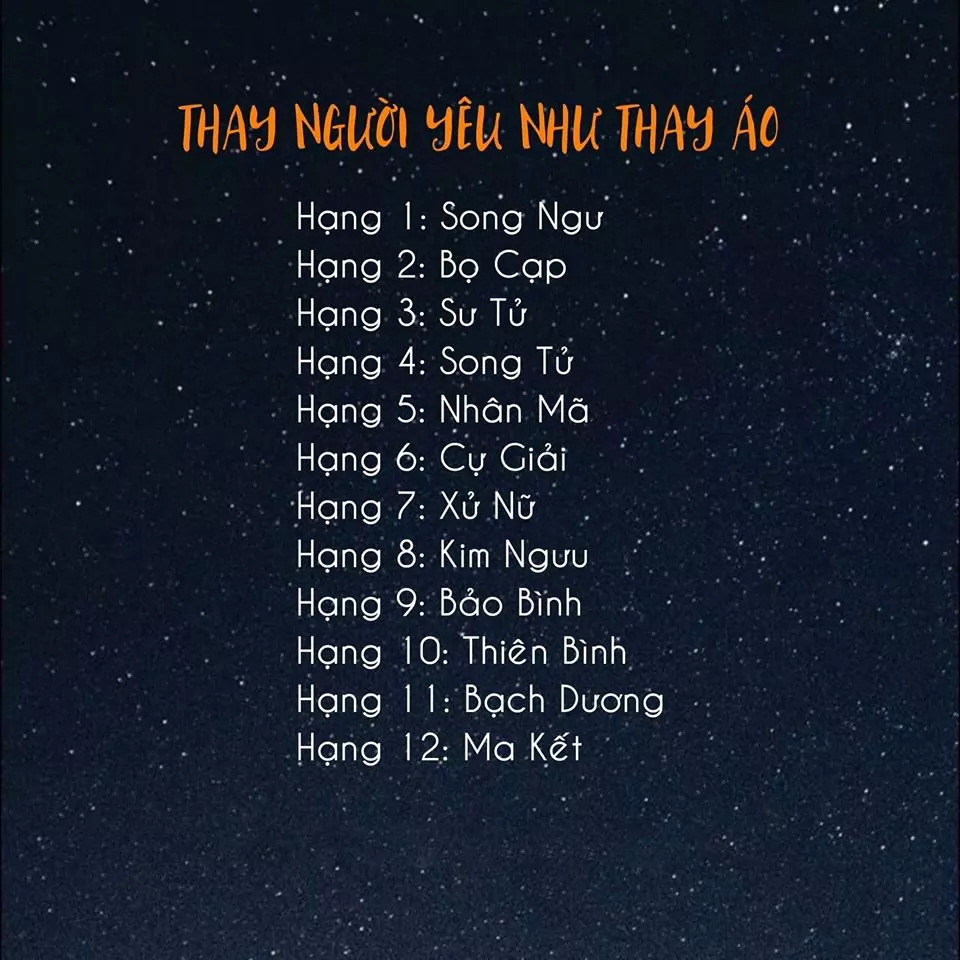 THAY NGƯỜI YÊU NHƯ THAY ÁO
Hạng 1: Song Ngư
Hạng 2: Bọ Cạp
Hạng 3: Sư Tử
Hạng 4: Song Tử
Hạng 5: Nhân Mã
Hạng 6: Cự Giải
Hạng 7: Xử Nữ
Hạng 8: Kim Ngưu
Hạng 9: Bảo Bình
Hạng 10: Thiên Bình
Hạng 11: Bạch Dương
Hạng 12: Ma Kết